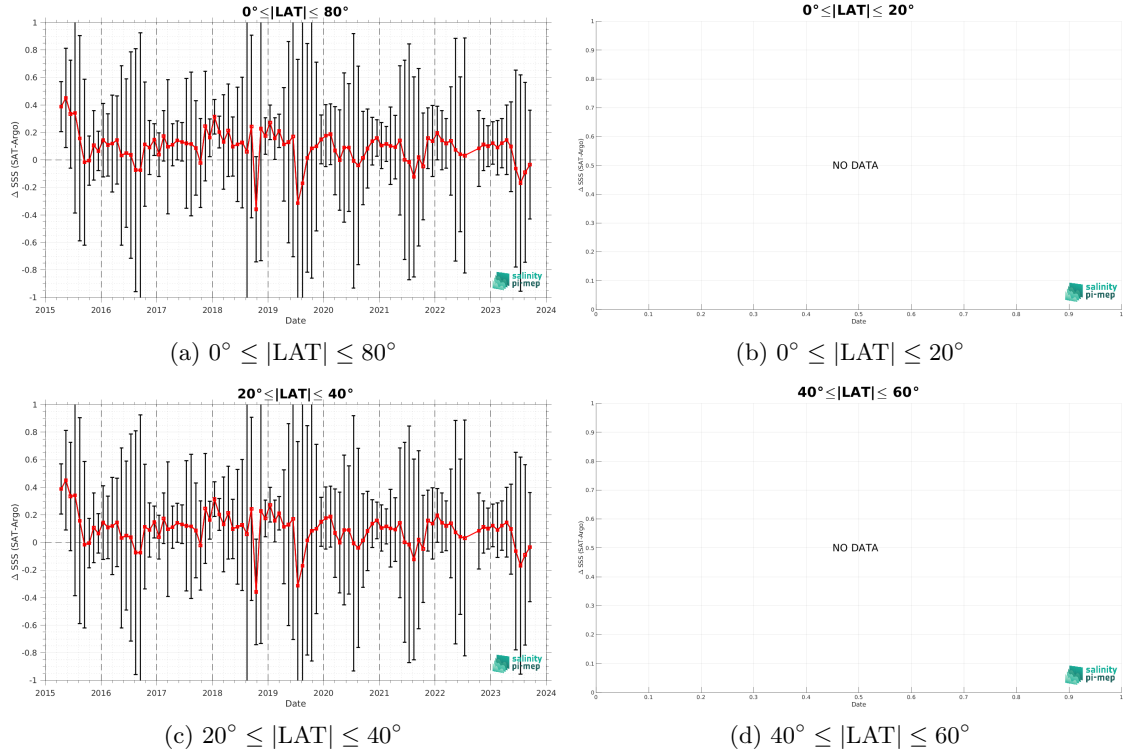 0°≤|LAT|≤ 80°
1
0.8
0.6
0.4
0.2
0
-0.2
-0.4
-0.6
-0.8
-1
Δ SSS (SAT-Argo)
2015 2016 2017 2018 2019 2020 2021 2022 2023 2024
Date
salinity
pi-mep
(a) 0° ≤ |LAT| ≤ 80°
0°≤|LAT|≤ 20°
1
0.9
0.8
0.7
0.6
0.5
0.4
0.3
0.2
0.1
0
Δ SSS (SAT-Argo)
NO DATA
0 0.1 0.2 0.3 0.4 0.5 0.6 0.7 0.8 0.9 1
Date
salinity
pi-mep
(b) 0° ≤ |LAT| ≤ 20°
20°≤|LAT|≤ 40°
1
0.8
0.6
0.4
0.2
0
-0.2
-0.4
-0.6
-0.8
-1
Δ SSS (SAT-Argo)
2015 2016 2017 2018 2019 2020 2021 2022 2023 2024
Date
salinity
pi-mep
(c) 20° ≤ |LAT| ≤ 40°
40°≤|LAT|≤ 60°
1
0.9
0.8
0.7
0.6
0.5
0.4
0.3
0.2
0.1
0
Δ SSS (SAT-Argo)
NO DATA
0 0.1 0.2 0.3 0.4 0.5 0.6 0.7 0.8 0.9 1
Date
salinity
pi-mep
(d) 40° ≤ |LAT| ≤ 60°